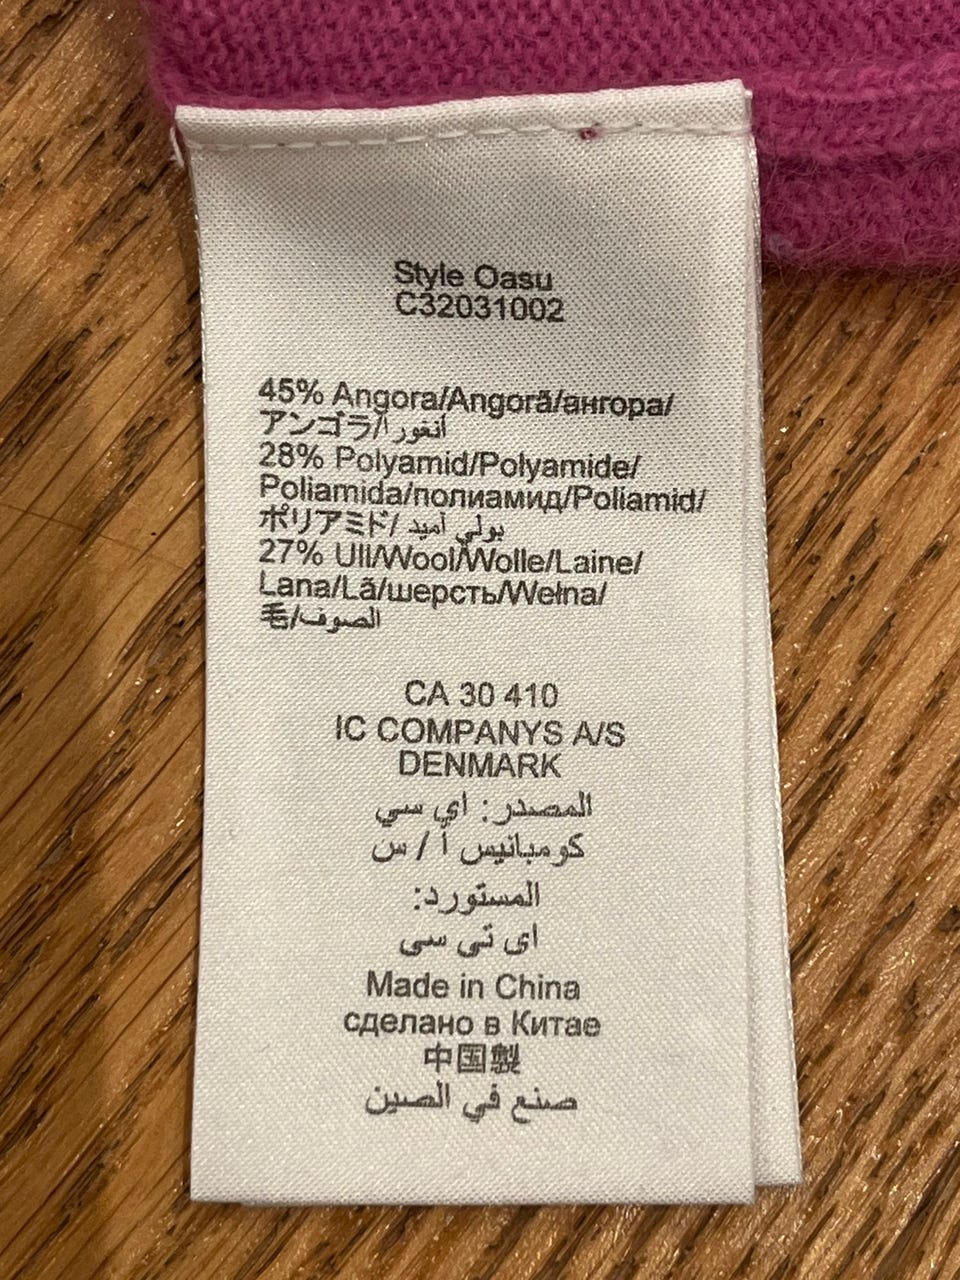 Style Oasu
C32031002
45% Angora/Angoră/ангора/
アンゴラ/أنغورا
28% Polyamid/Polyamide/
Poliamida/полиамид/Poliamid/
ポリアミド/ بولي أميد
27% Ull/Wool/Wolle/Laine/
Lana/Lã/шерсть/Wełna/
毛/الصوف
CA 30 410
IC COMPANYS A/S
DENMARK
المصدر: اي سي
كومبانيس أ / س
المستورد:
اى تى سى
Made in China
сделано в Китае
中国製
صنع في الصين